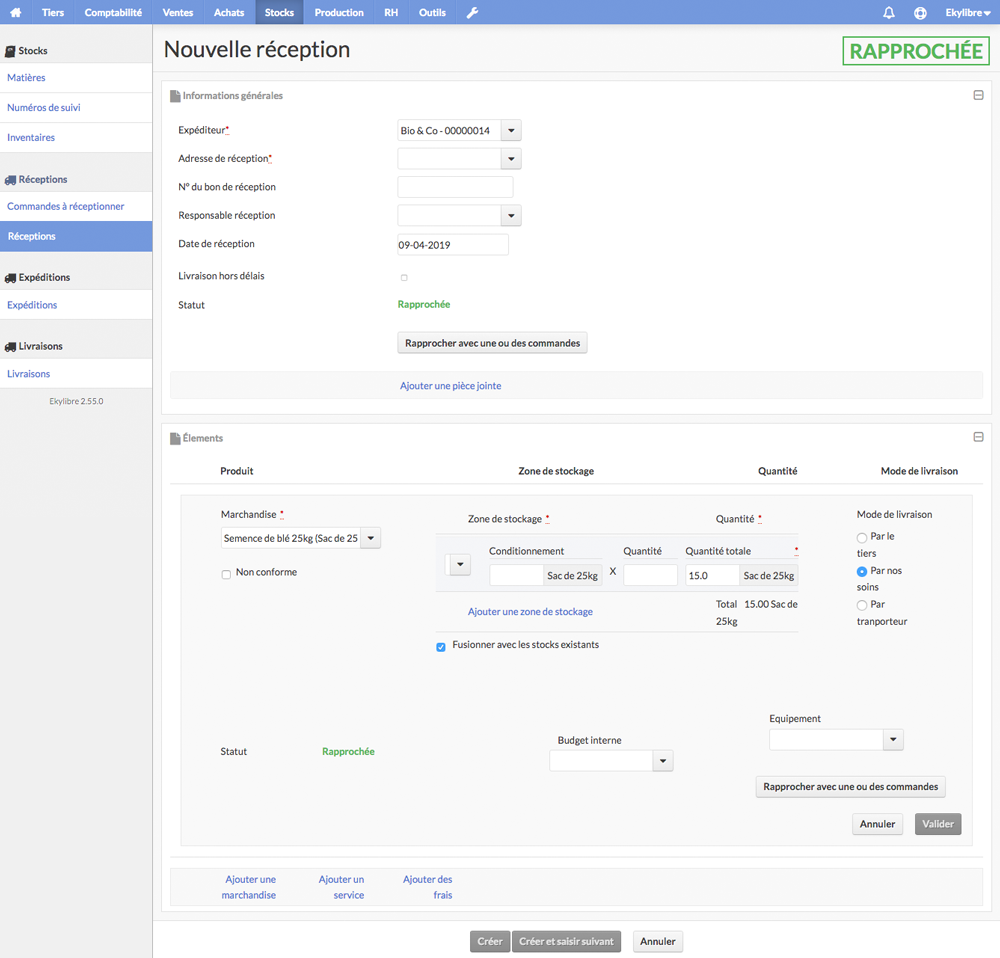 Tiers Comptabilité Ventes Achats Stocks Production RH Outils Ekylibre
Stocks
Matières
Numéros de suivi
Inventaires
Réceptions
Commandes à réceptionner
Réceptions
Expéditions
Expéditions
Livraisons
Livraisons
Ekylibre 2.55.0
Nouvelle réception
RAPPROCHÉE
Informations générales
Expéditeur* Bio & Co - 00000014
Adresse de réception*
N° du bon de réception
Responsable réception
Date de réception 09-04-2019
Livraison hors délais
Statut Rapprochée
Rapprocher avec une ou des commandes
Ajouter une pièce jointe
Élements
Produit Zone de stockage Quantité Mode de livraison
Marchandise *
Semence de blé 25kg (Sac de 25
Non conforme
Zone de stockage * Quantité *
Conditionnement Quantité Quantité totale *
Sac de 25kg X 15.0 Sac de 25kg
Ajouter une zone de stockage
Total 15.00 Sac de
25kg
Fusionner avec les stocks existants
Mode de livraison
Par le
tiers
Par nos
soins
Par
tranporteur
Statut Rapprochée
Budget interne
Equipement
Rapprocher avec une ou des commandes
Annuler Valider
Ajouter une
marchandise
Ajouter un
service
Ajouter des
frais
Créer Créer et saisir suivant Annuler